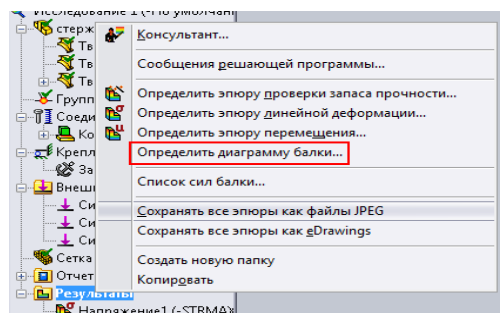 Исследование 1 (-По умолчани
стерж
Тв
Тв
Тв
Групп
Соеди
Ко
Крепл
За
Внеш
Си
Си
Си
Сетка
Отчет
Результаты
Напряжение1 (-STRMAX
Консультант...
Сообщения решающей программы...
Определить эпюру проверки запаса прочности...
Определить эпюру линейной деформации...
Определить эпюру перемещения...
Определить диаграмму балки...
Список сил балки...
Сохранять все эпюры как файлы JPEG
Сохранять все эпюры как eDrawings
Создать новую папку
Копировать